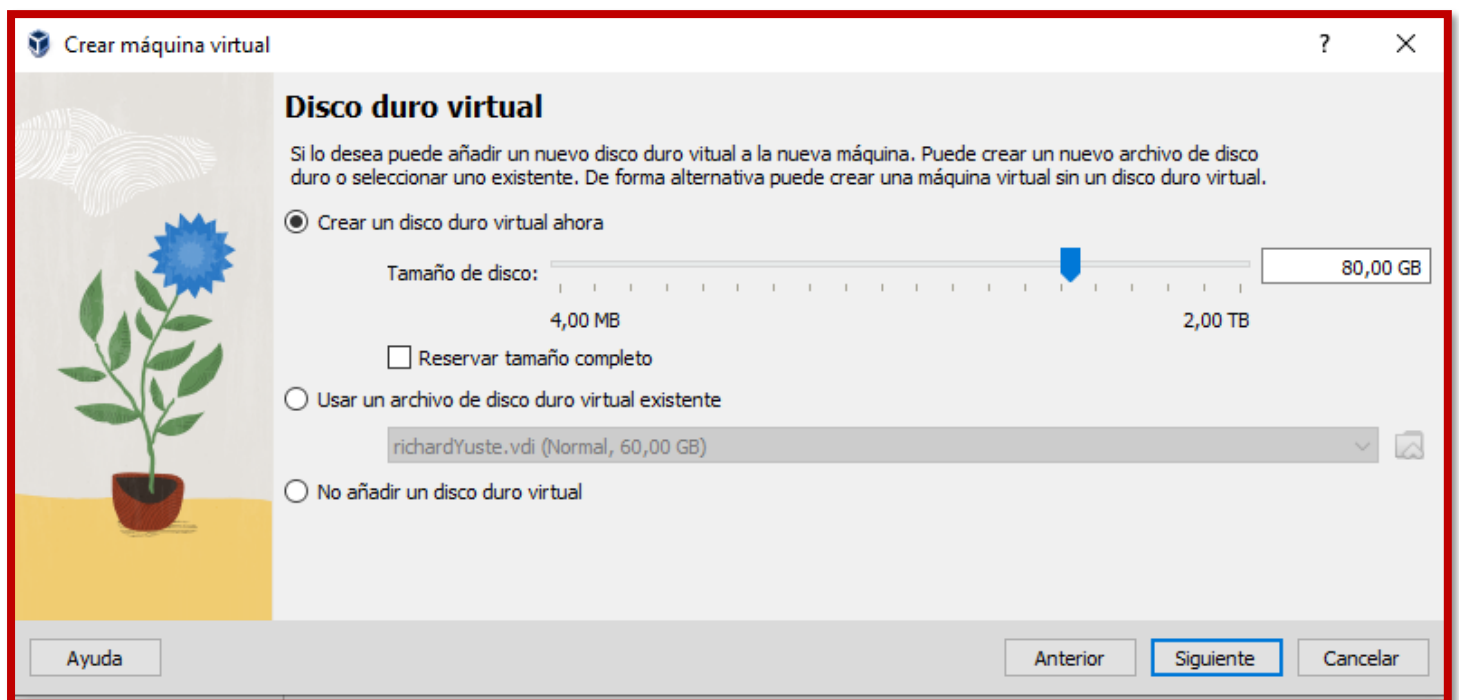 Crear máquina virtual
?
Disco duro virtual
Si lo desea puede añadir un nuevo disco duro vitual a la nueva máquina. Puede crear un nuevo archivo de disco
duro o seleccionar uno existente. De forma alternativa puede crear una máquina virtual sin un disco duro virtual.
Crear un disco duro virtual ahora
Tamaño de disco:
80,00 GB
4,00 MB
2,00 TB
Reservar tamaño completo
Usar un archivo de disco duro virtual existente
richardYuste.vdi (Normal, 60,00 GB)
No añadir un disco duro virtual
Ayuda
Anterior
Siguiente
Cancelar